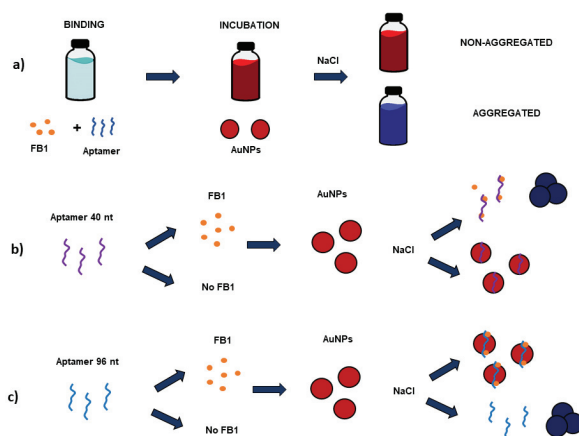 BINDING
INCUBATION
NaCl
NON-AGGREGATED
a)
AGGREGATED
+
FB1
Aptamer
AuNPs
FB1
AuNPs
Aptamer 40 nt
b)
NaCl
No FB1
FB1
AuNPs
Aptamer 96 nt
NaCl
c)
No FB1